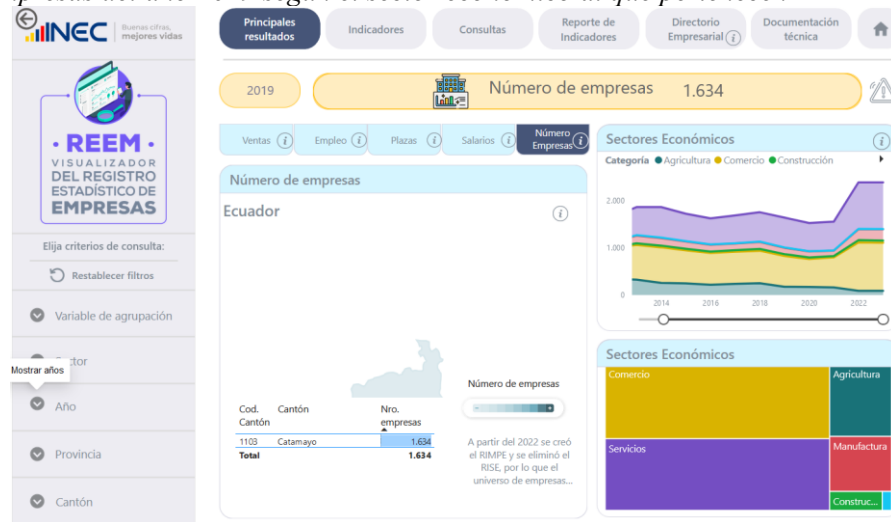 INEC
Buenas cifras,
mejores vidas
Principales
resultados
Indicadores
Consultas
Reporte de
Indicadores
Directorio
Empresarial
Documentación
técnica
REEM
VISUALIZADOR
DEL REGISTRO
ESTADÍSTICO DE
EMPRESAS
Elija criterios de consulta:
Restablecer filtros
Variable de agrupación
Mostrar años
Año
Provincia
Cantón
2019
Número de empresas 1.634
Ventas
Empleo
Plazas
Salarios
Número
Empresas
Número de empresas
Ecuador
Cod.
Cantón
Cantón
Nro.
empresas
1103 Catamayo 1.634
Total 1.634
Número de empresas
A partir del 2022 se creó
el RIMPE y se eliminó el
RISE, por lo que el
universo de empresas...
Sectores Económicos
Categoría Agricultura Comercio Construcción
2.000
1.000
0
2014 2016 2018 2020 2022
Sectores Económicos
Comercio
Agricultura
Servicios
Manufactura
Construc...